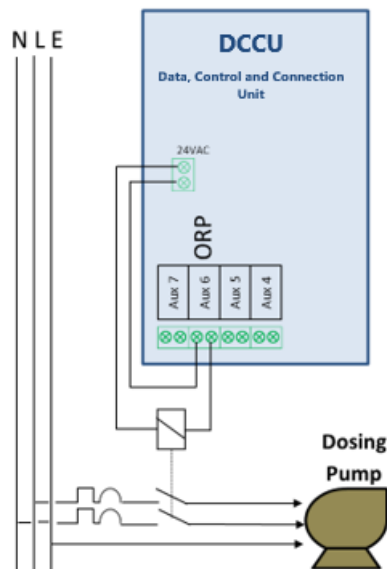 N L E
DCCU
Data, Control and Connection
Unit
24VAC
ORP
Aux 7
Aux 6
Aux 5
Aux 4
Dosing
Pump